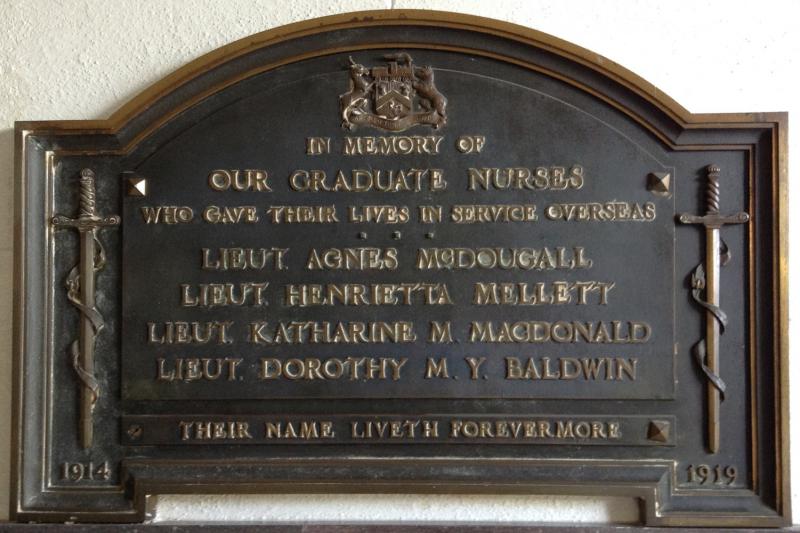 IN MEMORY OF
OUR GRADUATE NURSES
WHO GAVE THEIR LIVES IN SERVICE OVERSEAS
LIEUT. AGNES McDOUGALL
LIEUT. HENRIETTA MELLETT
LIEUT. KATHARINE M. MACDONALD
LIEUT. DOROTHY M. Y. BALDWIN
THEIR NAME LIVETH FOREVERMORE
1914 1919